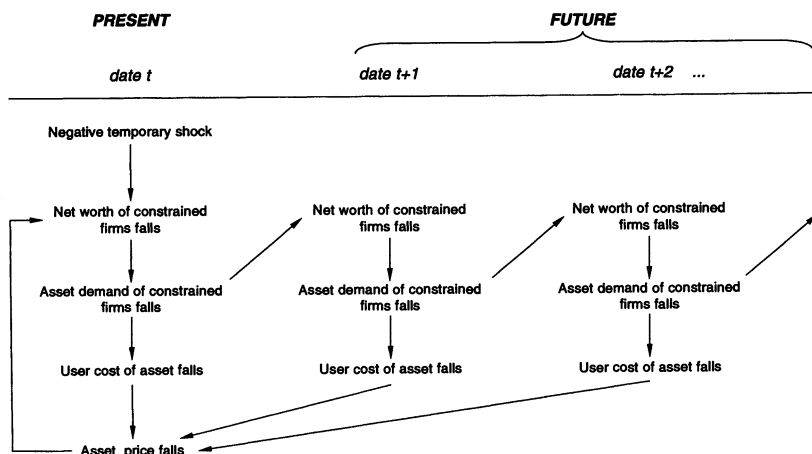 PRESENT
FUTURE
date t
date t+1
date t+2 ...
Negative temporary shock
Net worth of constrained
firms falls
Net worth of constrained
firms falls
Net worth of constrained
firms falls
Asset demand of constrained
firms falls
Asset demand of constrained
firms falls
Asset demand of constrained
firms falls
User cost of asset falls
User cost of asset falls
User cost of asset falls
Asset price falls